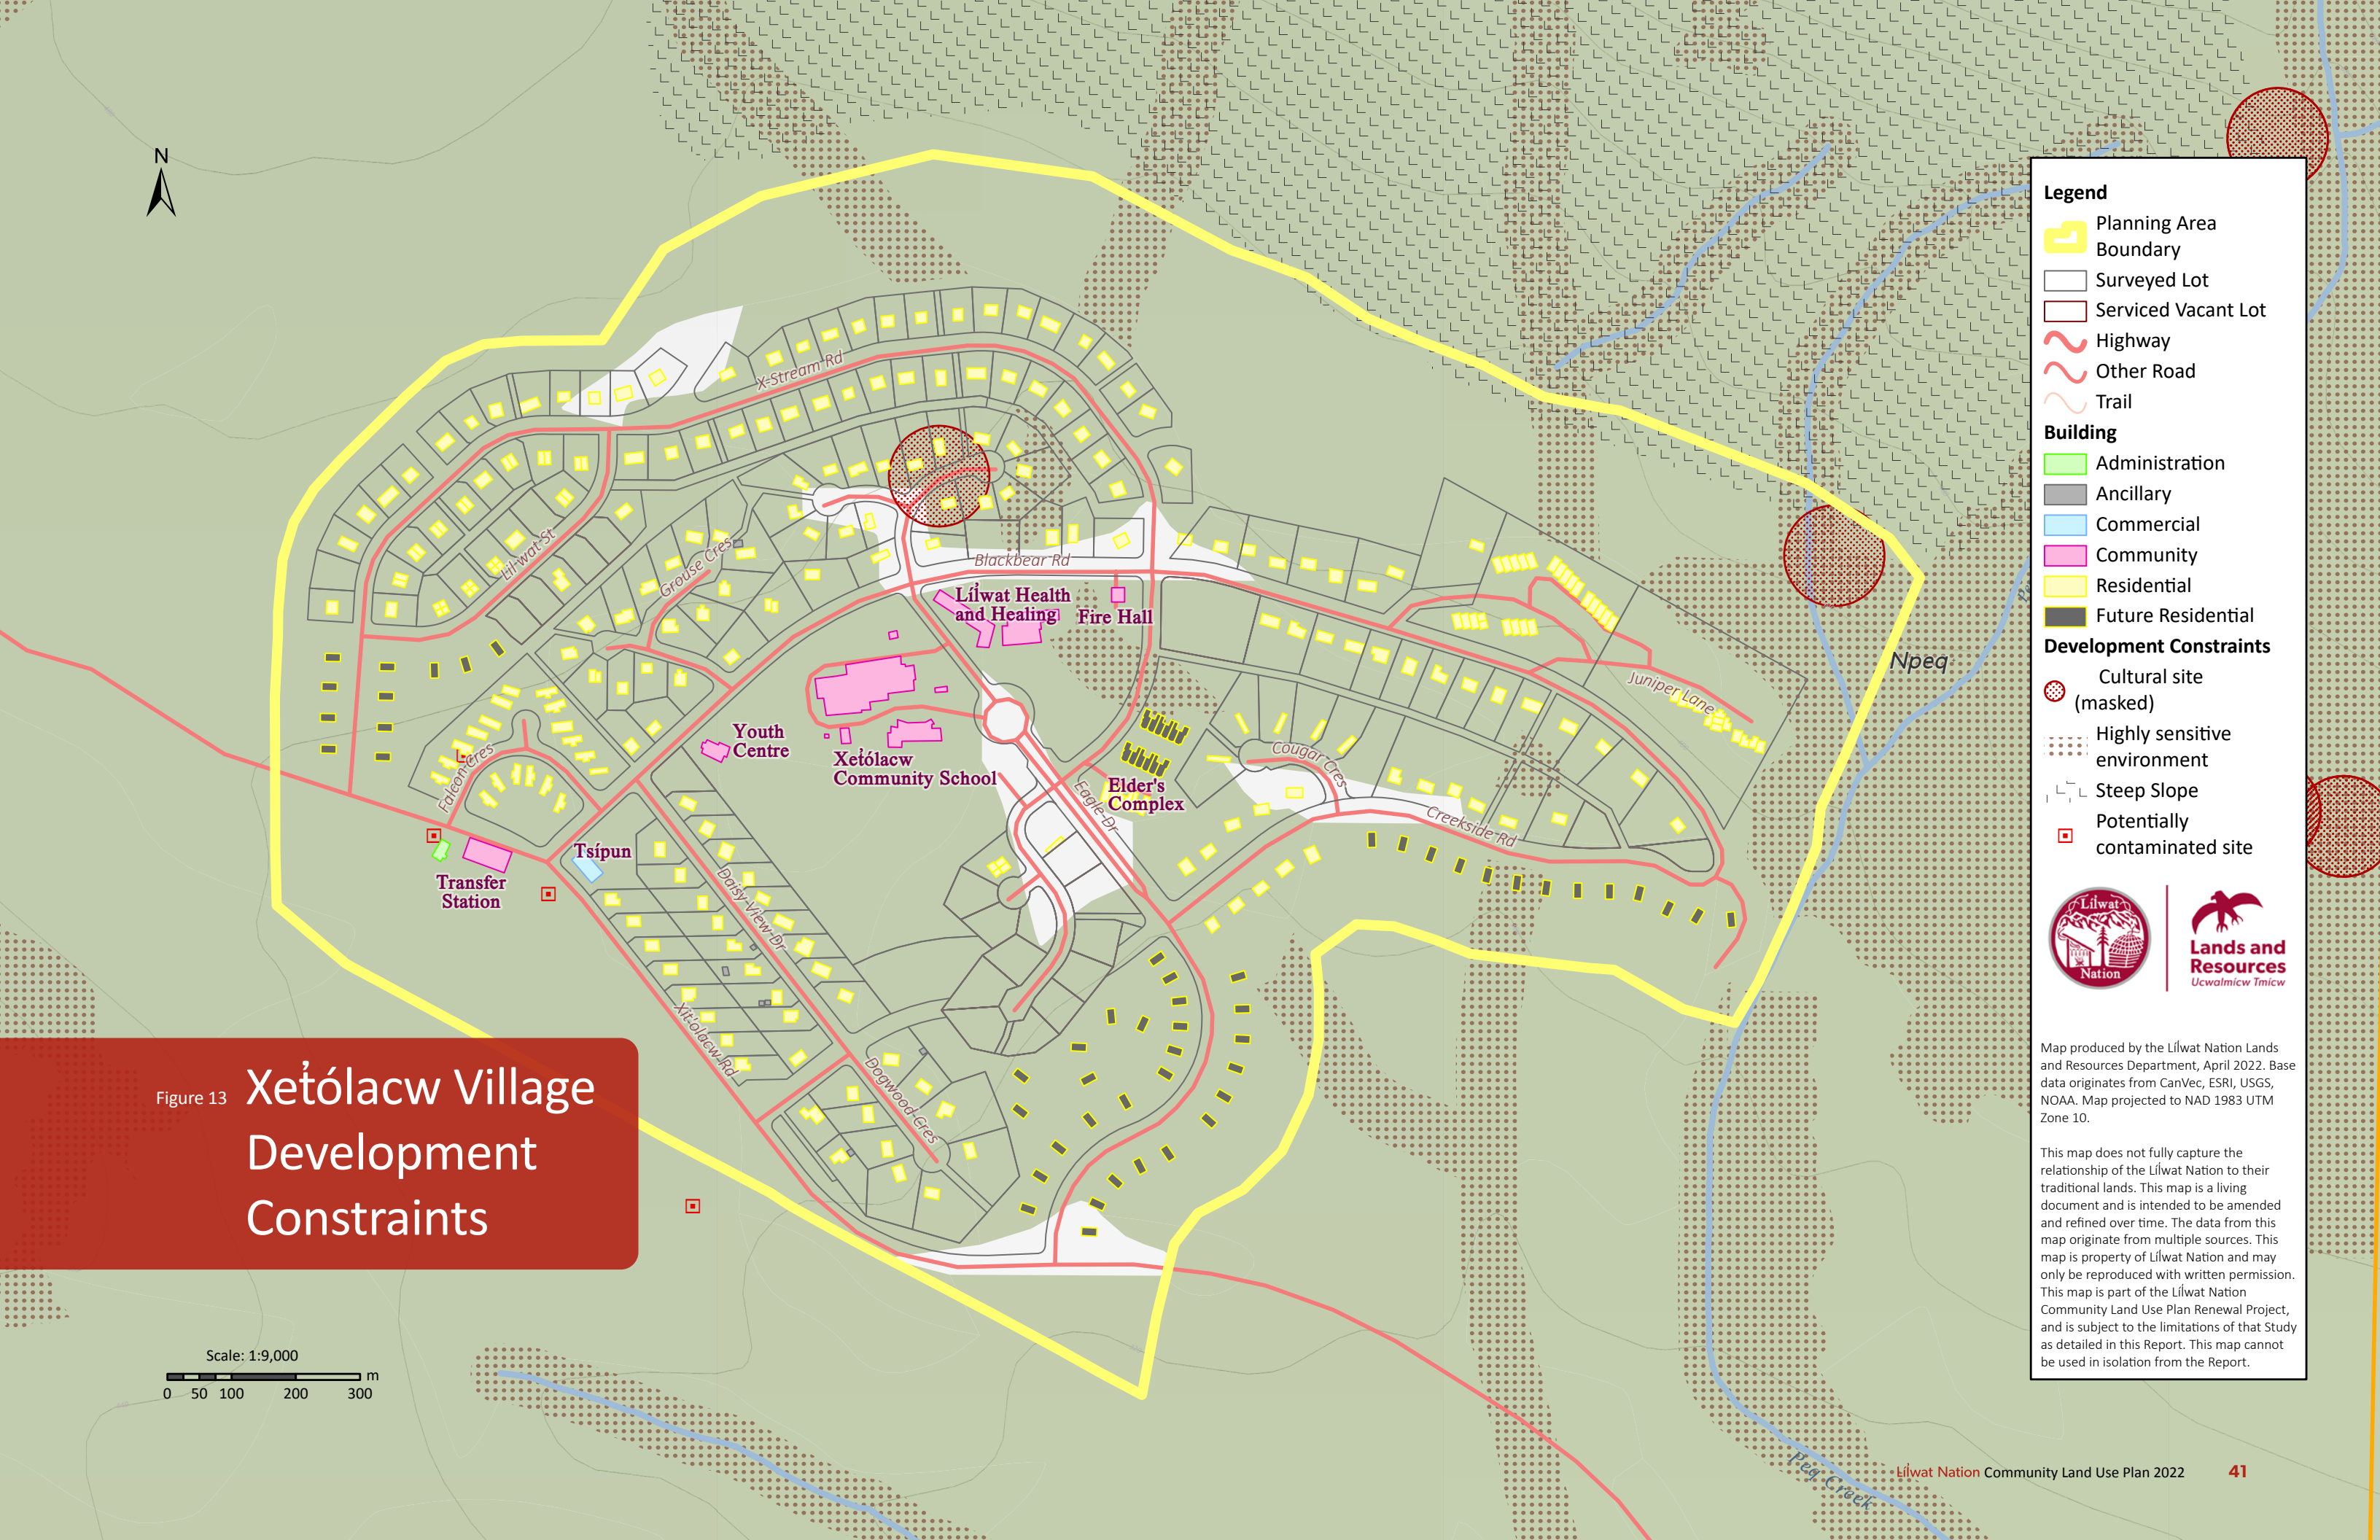 N
X-Stream Rd
Lil'wat St
Grouse Cres
Blackbear Rd
Líl̓wat Health
and Healing
Fire Hall
Npeq
Juniper Lane
Youth
Centre
Xet̓ólacw
Community School
Cougar Cres
Elder's
Complex
Eagle Dr
Creekside Rd
Falcon Cres
Tsípun
Transfer
Station
Daisy View Dr
Xit'olacw Rd
Dogwood Cres
Peq Creek
Figure 13
Xet̓ólacw Village
Development
Constraints
Scale: 1:9,000
m
0 50 100 200 300
Legend
Planning Area
Boundary
Surveyed Lot
Serviced Vacant Lot
Highway
Other Road
Trail
Building
Administration
Ancillary
Commercial
Community
Residential
Future Residential
Development Constraints
Cultural site
(masked)
Highly sensitive
environment
Steep Slope
Potentially
contaminated site
Líl̓wat
Nation
Lands and
Resources
Ucwalmícw Tmicw
Map produced by the Líl̓wat Nation Lands
and Resources Department, April 2022. Base
data originates from CanVec, ESRI, USGS,
NOAA. Map projected to NAD 1983 UTM
Zone 10.
This map does not fully capture the
relationship of the Líl̓wat Nation to their
traditional lands. This map is a living
document and is intended to be amended
and refined over time. The data from this
map originate from multiple sources. This
map is property of Líl̓wat Nation and may
only be reproduced with written permission.
This map is part of the Líl̓wat Nation
Community Land Use Plan Renewal Project,
and is subject to the limitations of that Study
as detailed in this Report. This map cannot
be used in isolation from the Report.
Líl̓wat Nation Community Land Use Plan 2022 41